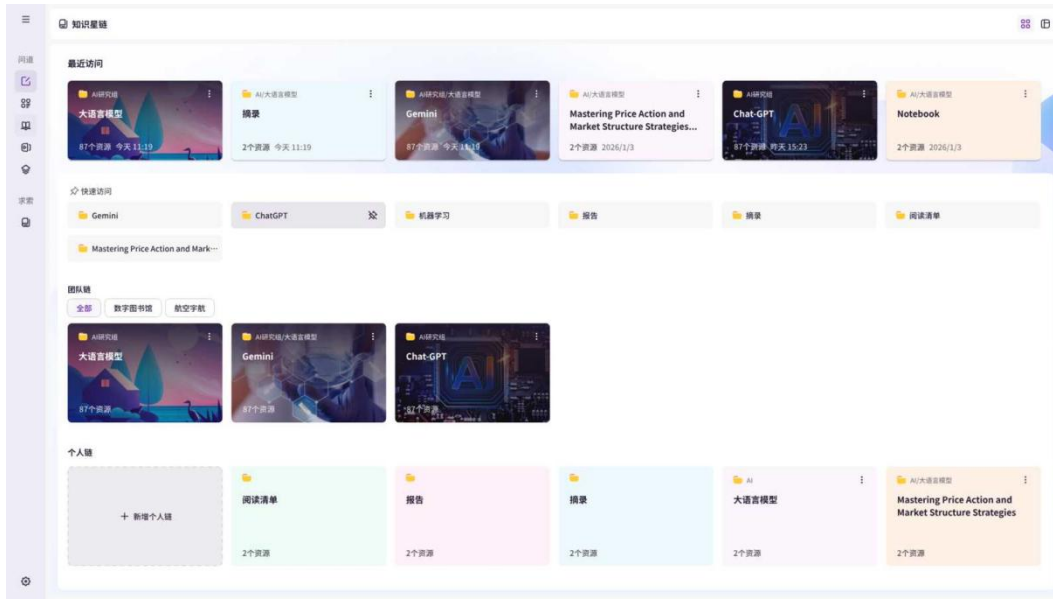 知识星链
问道
求索
最近访问
AI研究组
大语言模型
87个资源 今天 11:19
AI/大语言模型
摘录
2个资源 今天 11:19
AI研究组/大语言模型
Gemini
87个资源 今天 11:19
AI/大语言模型
Mastering Price Action and
Market Structure Strategies...
2个资源 2026/1/3
AI研究组
Chat-GPT
87个资源 昨天 15:23
AI/大语言模型
Notebook
2个资源 2026/1/3
快速访问
Gemini
ChatGPT
机器学习
报告
摘录
阅读清单
Mastering Price Action and Mark···
团队链
全部
数字图书馆
航空宇航
AI研究组
大语言模型
87个资源
AI研究组/大语言模型
Gemini
87个资源
AI研究组
Chat-GPT
AI
87个资源
个人链
+ 新增个人链
阅读清单
2个资源
报告
2个资源
摘录
2个资源
AI
大语言模型
2个资源
AI/大语言模型
Mastering Price Action and
Market Structure Strategies
2个资源